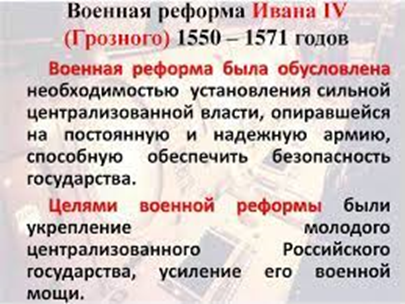 Военная реформа Ивана IV
(Грозного) 1550 – 1571 годов
Военная реформа была обусловлена
необходимостью установления сильной
централизованной власти, опиравшейся
на постоянную и надежную армию,
способную обеспечить безопасность
государства.
Целями военной реформы были
укрепление молодого
централизованного Российского
государства, усиление его военной
мощи.